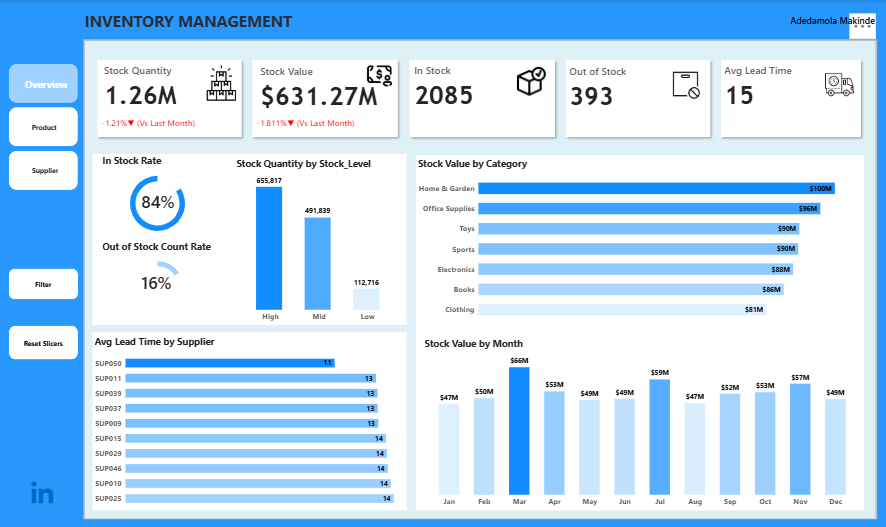 INVENTORY MANAGEMENT
Adedamola Makinde
Overview
Product
Supplier
Filter
Reset Slicers
in
Stock Quantity
1.26M
-1.21%▼ (Vs Last Month)
Stock Value
$631.27M
-1.811%▼ (Vs Last Month)
In Stock
2085
Out of Stock
393
Avg Lead Time
15
In Stock Rate
84%
Out of Stock Count Rate
16%
Stock Quantity by Stock_Level
655,817
491,839
112,716
High Mid Low
Stock Value by Category
Home & Garden $100M
Office Supplies $96M
Toys $90M
Sports $90M
Electronics $88M
Books $86M
Clothing $81M
Avg Lead Time by Supplier
SUP050 11
SUP011 13
SUP039 13
SUP037 13
SUP009 13
SUP015 14
SUP029 14
SUP046 14
SUP010 14
SUP025 14
Stock Value by Month
$47M $50M $66M $53M $49M $49M $59M $47M $52M $53M $57M $49M
Jan Feb Mar Apr May Jun Jul Aug Sep Oct Nov Dec